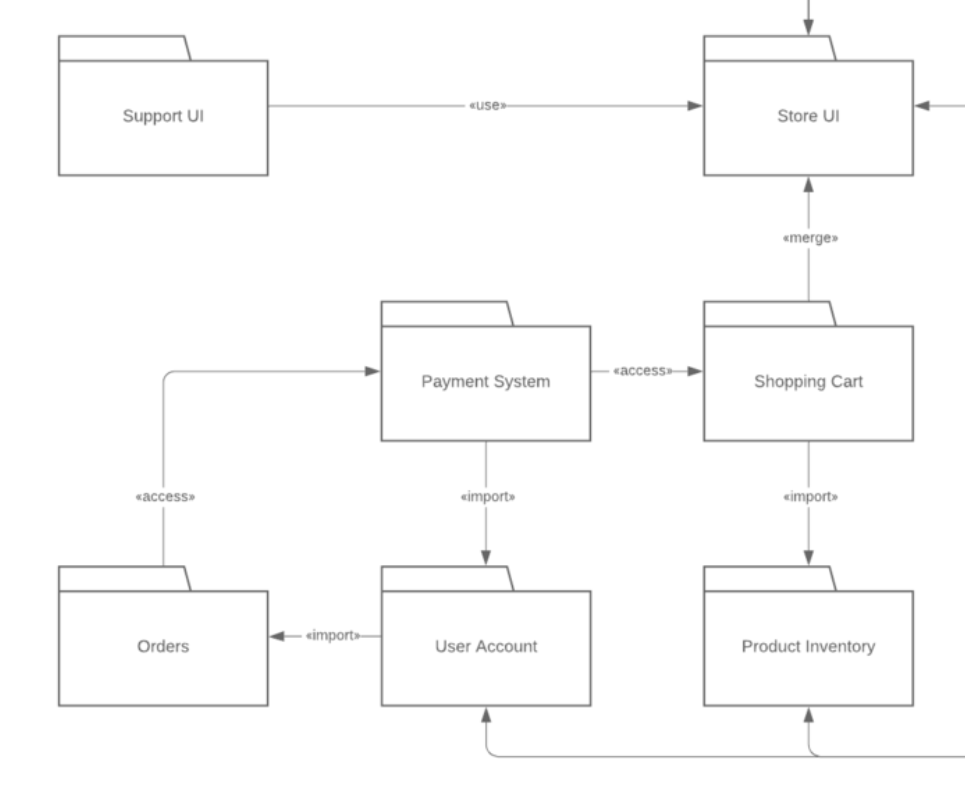 Support UI
«use»
Store UI
«merge»
Payment System
«access»
Shopping Cart
«access»
«import»
«import»
Orders
«import»
User Account
Product Inventory